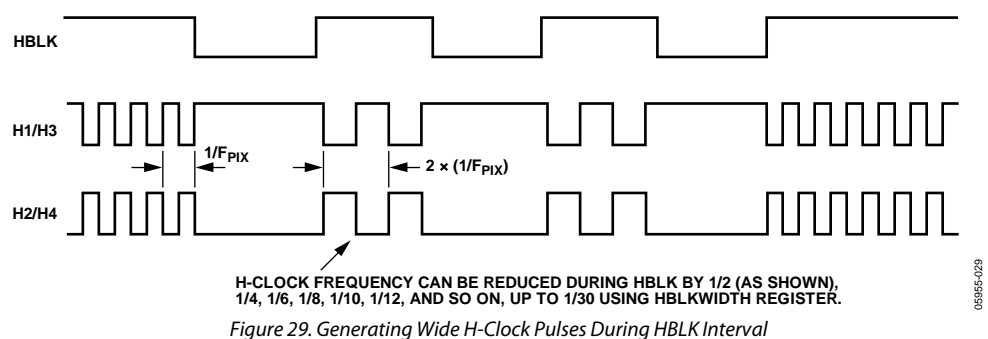 HBLK
H1/H3
1/FPIX
2 × (1/FPIX)
H2/H4
H-CLOCK FREQUENCY CAN BE REDUCED DURING HBLK BY 1/2 (AS SHOWN),
1/4, 1/6, 1/8, 1/10, 1/12, AND SO ON, UP TO 1/30 USING HBLKWIDTH REGISTER.
05955-029
Figure 29. Generating Wide H-Clock Pulses During HBLK Interval